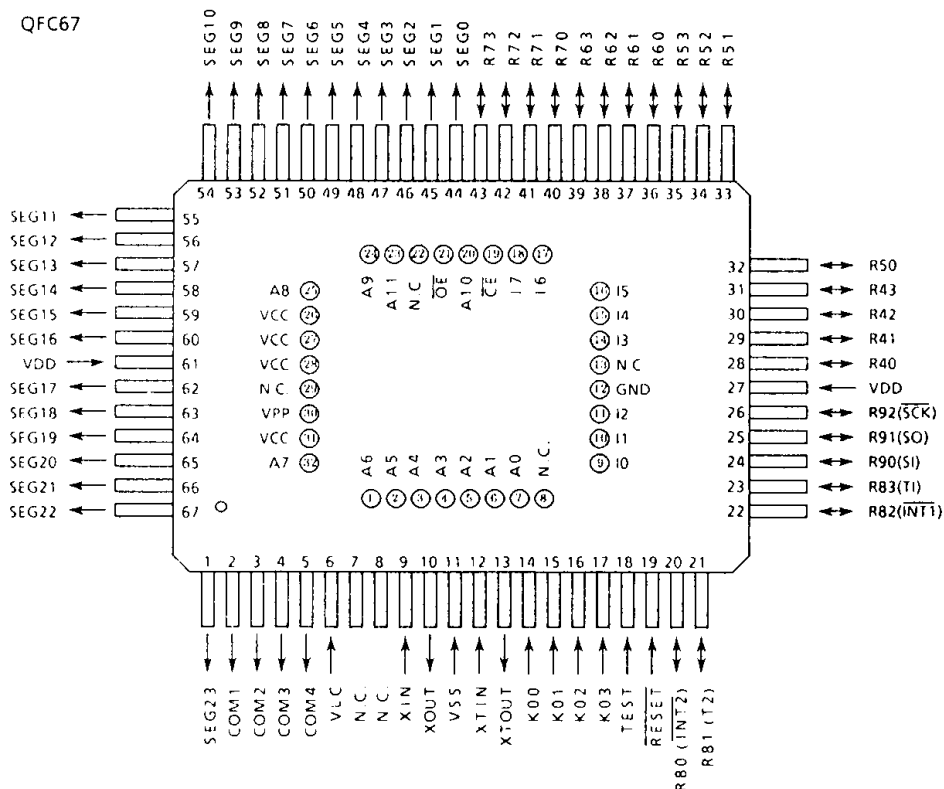 QFC67
SEG10 SEG9 SEG8 SEG7 SEG6 SEG5 SEG4 SEG3 SEG2 SEG1 SEG0 R73 R72 R71 R70 R63 R62 R61 R60 R53 R52 R51
54 53 52 51 50 49 48 47 46 45 44 43 42 41 40 39 38 37 36 35 34 33
SEG11 55
SEG12 56
SEG13 57
SEG14 58
SEG15 59
SEG16 60
VDD 61
SEG17 62
SEG18 63
SEG19 64
SEG20 65
SEG21 66
SEG22 67
24 23 22 21 20 19 18 17
A9 A11 N.C. OE A10 CE I7 I6
A8 25
VCC 26
VCC 27
VCC 28
N.C. 29
VPP 30
VCC 31
A7 32
16 I5
15 I4
14 I3
13 N.C
12 GND
11 I2
10 I1
9 I0
A6 A5 A4 A3 A2 A1 A0 N.C.
1 2 3 4 5 6 7 8
32 R50
31 R43
30 R42
29 R41
28 R40
27 VDD
26 R92(SCK)
25 R91(SO)
24 R90(SI)
23 R83(TI)
22 R82(INT1)
1 2 3 4 5 6 7 8 9 10 11 12 13 14 15 16 17 18 19 20 21
SEG23 COM1 COM2 COM3 COM4 VLC N.C. N.C. XIN XOUT VSS XTIN XTOUT K00 K01 K02 K03 TEST RESET R80(INT2) R81(T2)